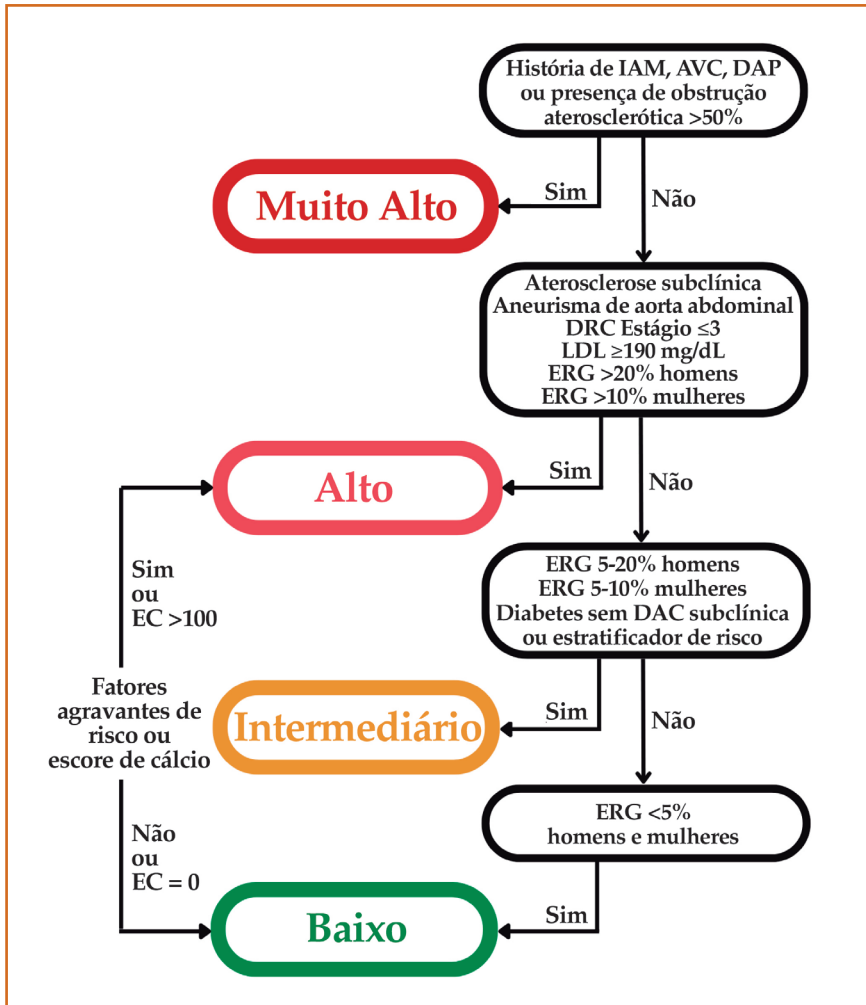 História de IAM, AVC, DAP
ou presença de obstrução
aterosclerótica >50%
Sim
Não
Muito Alto
Aterosclerose subclínica
Aneurisma de aorta abdominal
DRC Estágio ≤3
LDL ≥190 mg/dL
ERG >20% homens
ERG >10% mulheres
Sim
Não
Alto
Sim
ou
EC >100
ERG 5-20% homens
ERG 5-10% mulheres
Diabetes sem DAC subclínica
ou estratificador de risco
Fatores
agravantes de
risco ou
escore de cálcio
Sim
Não
Intermediário
ERG <5%
homens e mulheres
Não
ou
EC = 0
Sim
Baixo